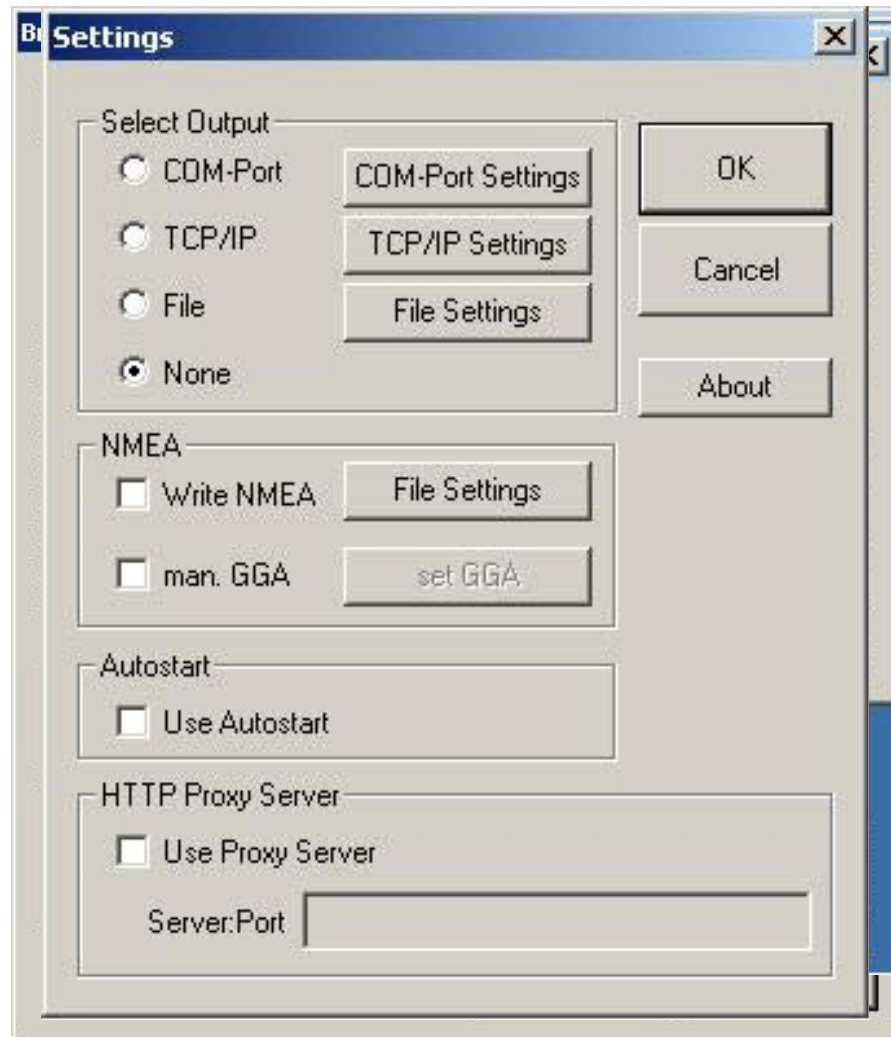 Settings
Select Output
COM-Port
COM-Port Settings
TCP/IP
TCP/IP Settings
File
File Settings
None
OK
Cancel
About
NMEA
Write NMEA
File Settings
man. GGA
set GGA
Autostart
Use Autostart
HTTP Proxy Server
Use Proxy Server
Server:Port